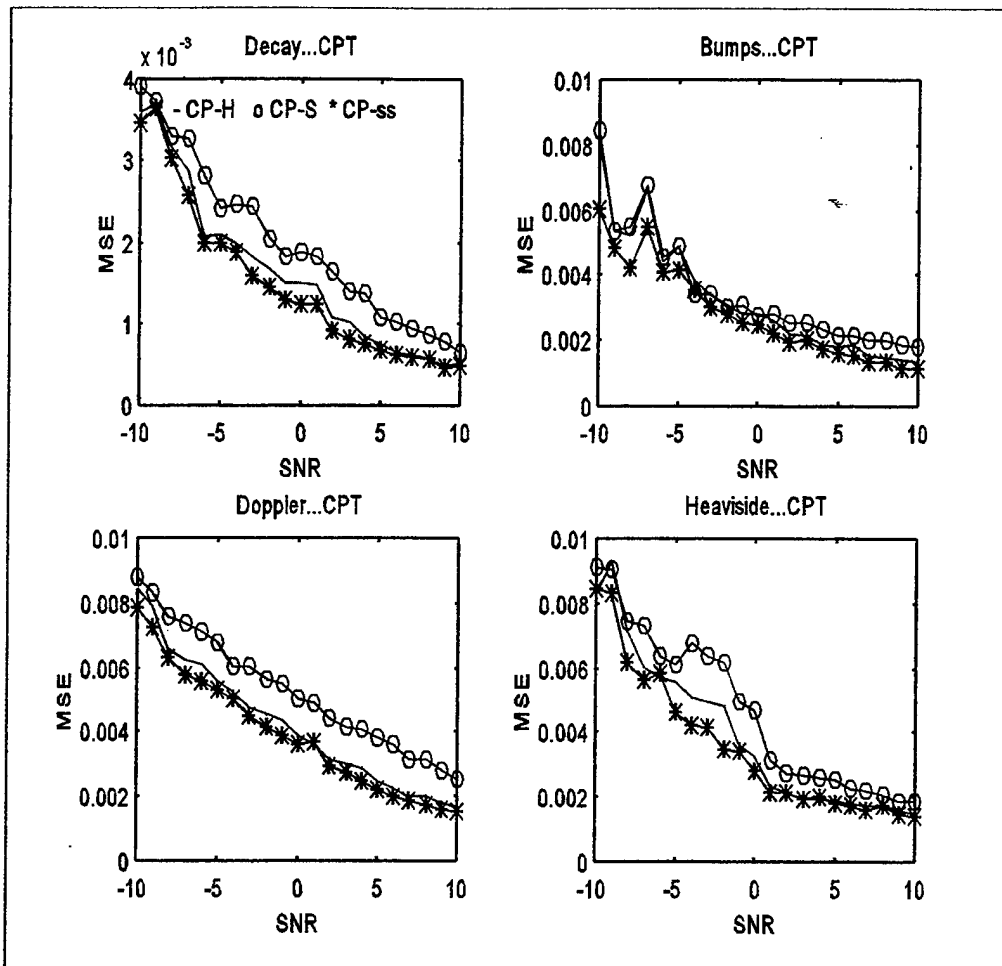 Decay...CPT
x 10⁻³
- CP-H o CP-S * CP-ss
4
3
2
1
0
MSE
-10 -5 0 5 10
SNR
Bumps...CPT
0.01
0.008
0.006
0.004
0.002
0
MSE
-10 -5 0 5 10
SNR
Doppler...CPT
0.01
0.008
0.006
0.004
0.002
0
MSE
-10 -5 0 5 10
SNR
Heaviside...CPT
0.01
0.008
0.006
0.004
0.002
0
MSE
-10 -5 0 5 10
SNR